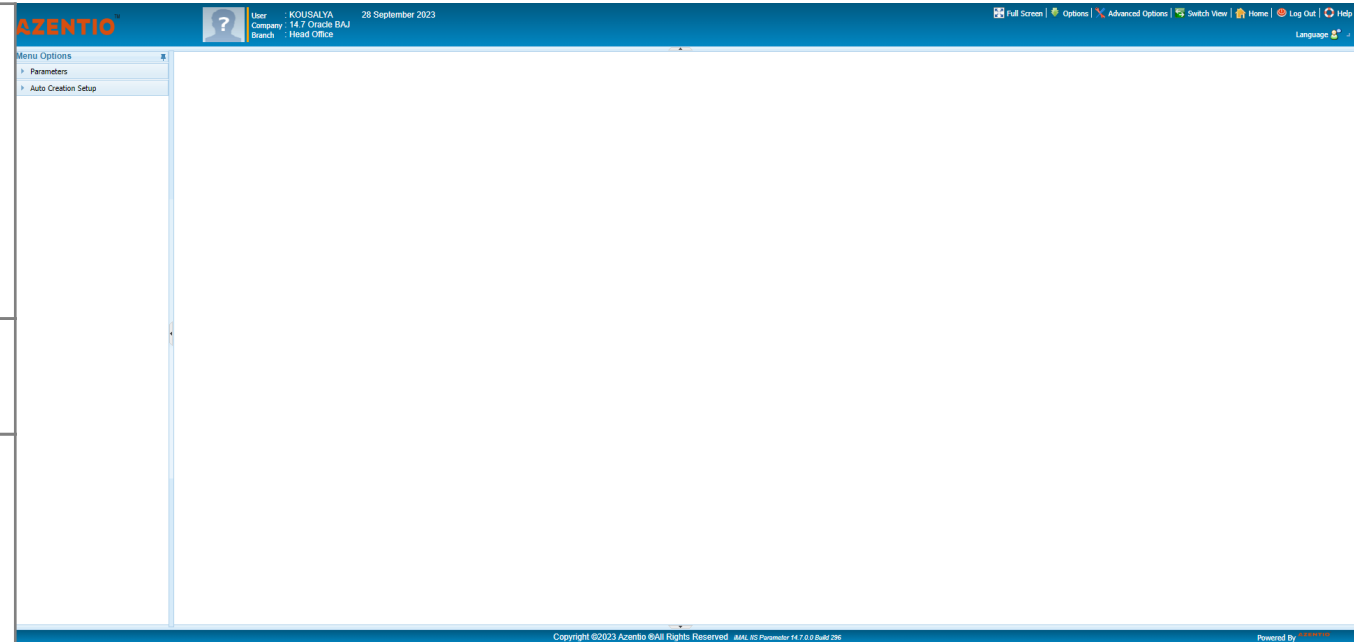 AZENTIO
User : KOUSALYA 28 September 2023
Company : 14.7 Oracle BAJ
Branch : Head Office
Full Screen | Options | Advanced Options | Switch View | Home | Log Out | Help
Language
Menu Options
Parameters
Auto Creation Setup
Copyright ©2023 Azentio ®All Rights Reserved iMAL IIS Parameter 14.7.0.0 Build 296
Powered By AZENTIO